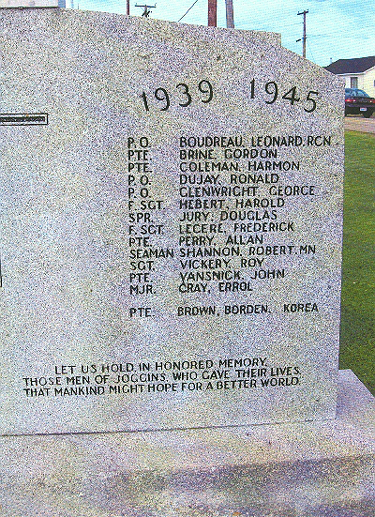 1939 1945
P.O. BOUDREAU, LEONARD. RCN
PTE. BRINE, GORDON
PTE. COLEMAN, HARMON
P.O. DUJAY, RONALD
P.O. GLENWRIGHT, GEORGE
F. SGT. HEBERT, HAROLD
SPR. JURY, DOUGLAS
F. SGT. LECERE, FREDERICK
PTE. PERRY, ALLAN
SEAMAN SHANNON, ROBERT. MN
SGT. VICKERY, ROY
PTE. VANSNICK, JOHN
MJR. GRAY, ERROL
PTE. BROWN, BORDEN. KOREA
LET US HOLD, IN HONORED MEMORY,
THOSE MEN OF JOGGINS, WHO GAVE THEIR LIVES,
THAT MANKIND MIGHT HOPE FOR A BETTER WORLD.